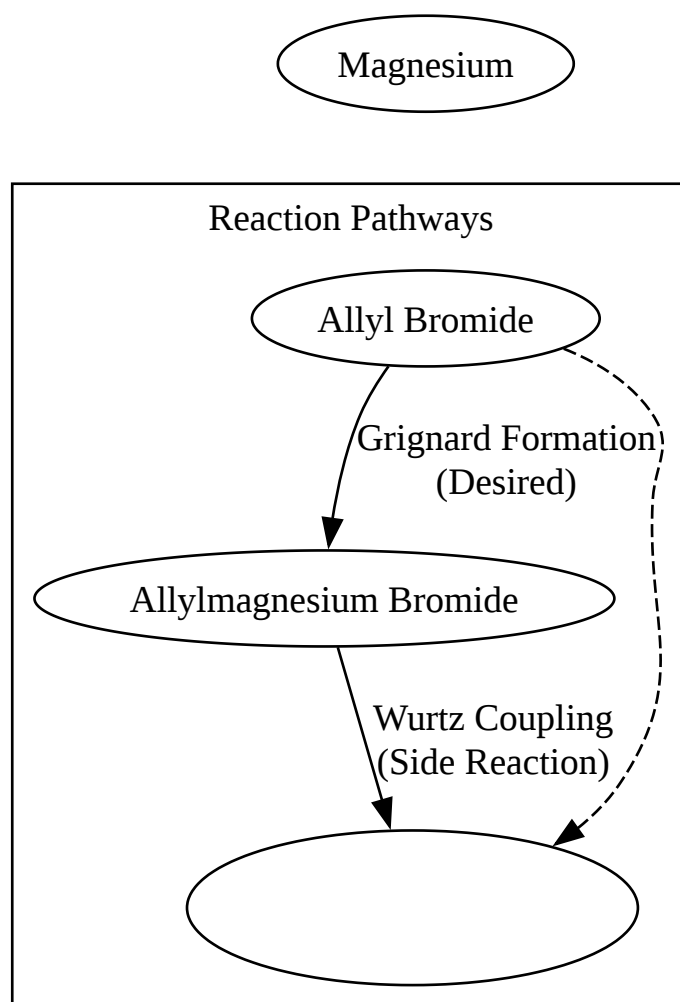 Magnesium
Reaction Pathways
Allyl Bromide
Grignard Formation
(Desired)
Allylmagnesium Bromide
Wurtz Coupling
(Side Reaction)